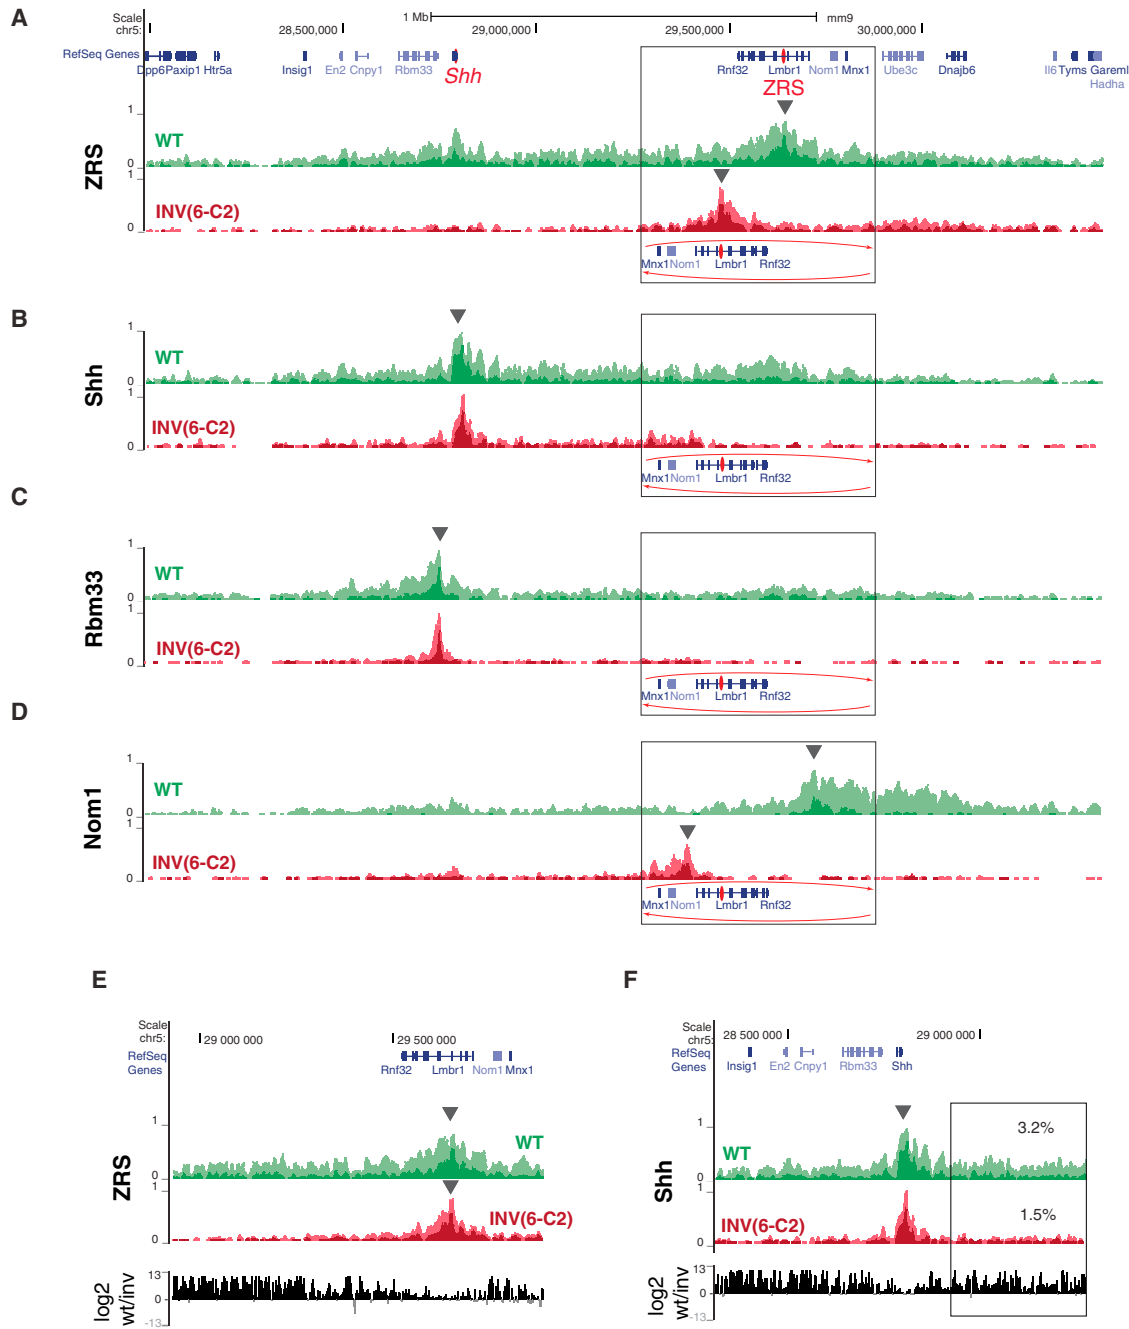 A
Scale
1 Mb
mm9
chr5:
28,500,000
29,000,000
29,500,000
30,000,000
RefSeq Genes
Dpp6 Paxip1 Htr5a
Insig1
En2 Cnpy1
Rbm33
Shh
Rnf32
Lmbr1
Nom1 Mnx1
Ube3c
Dnajb6
Il6 Tyms Gareml
Hadha
ZRS
ZRS
1
WT
0
1
INV(6-C2)
0
Mnx1 Nom1 Lmbr1 Rnf32
B
Shh
1
WT
0
1
INV(6-C2)
0
Mnx1 Nom1 Lmbr1 Rnf32
C
Rbm33
1
WT
0
1
INV(6-C2)
0
Mnx1 Nom1 Lmbr1 Rnf32
D
Nom1
1
WT
0
1
INV(6-C2)
0
Mnx1 Nom1 Lmbr1 Rnf32
E
Scale
chr5:
29 000 000
29 500 000
RefSeq
Genes
Rnf32
Lmbr1
Nom1 Mnx1
ZRS
1
WT
0
1
INV(6-C2)
0
log2
wt/inv
13
0
-13
F
Scale
chr5:
28 500 000
29 000 000
RefSeq
Genes
Insig1
En2 Cnpy1
Rbm33
Shh
Shh
1
3.2%
WT
0
1
1.5%
INV(6-C2)
0
log2
wt/inv
13
0
-13